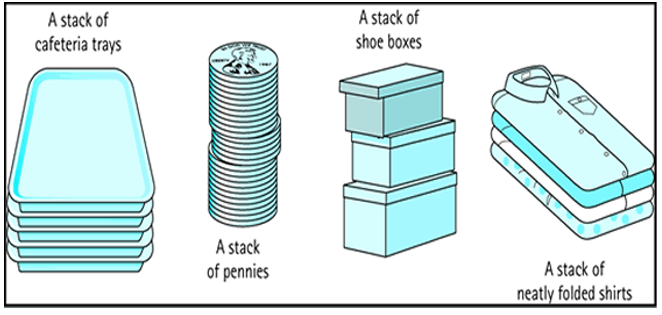 A stack of
cafeteria trays
A stack of
shoe boxes
A stack
of pennies
A stack of
neatly folded shirts